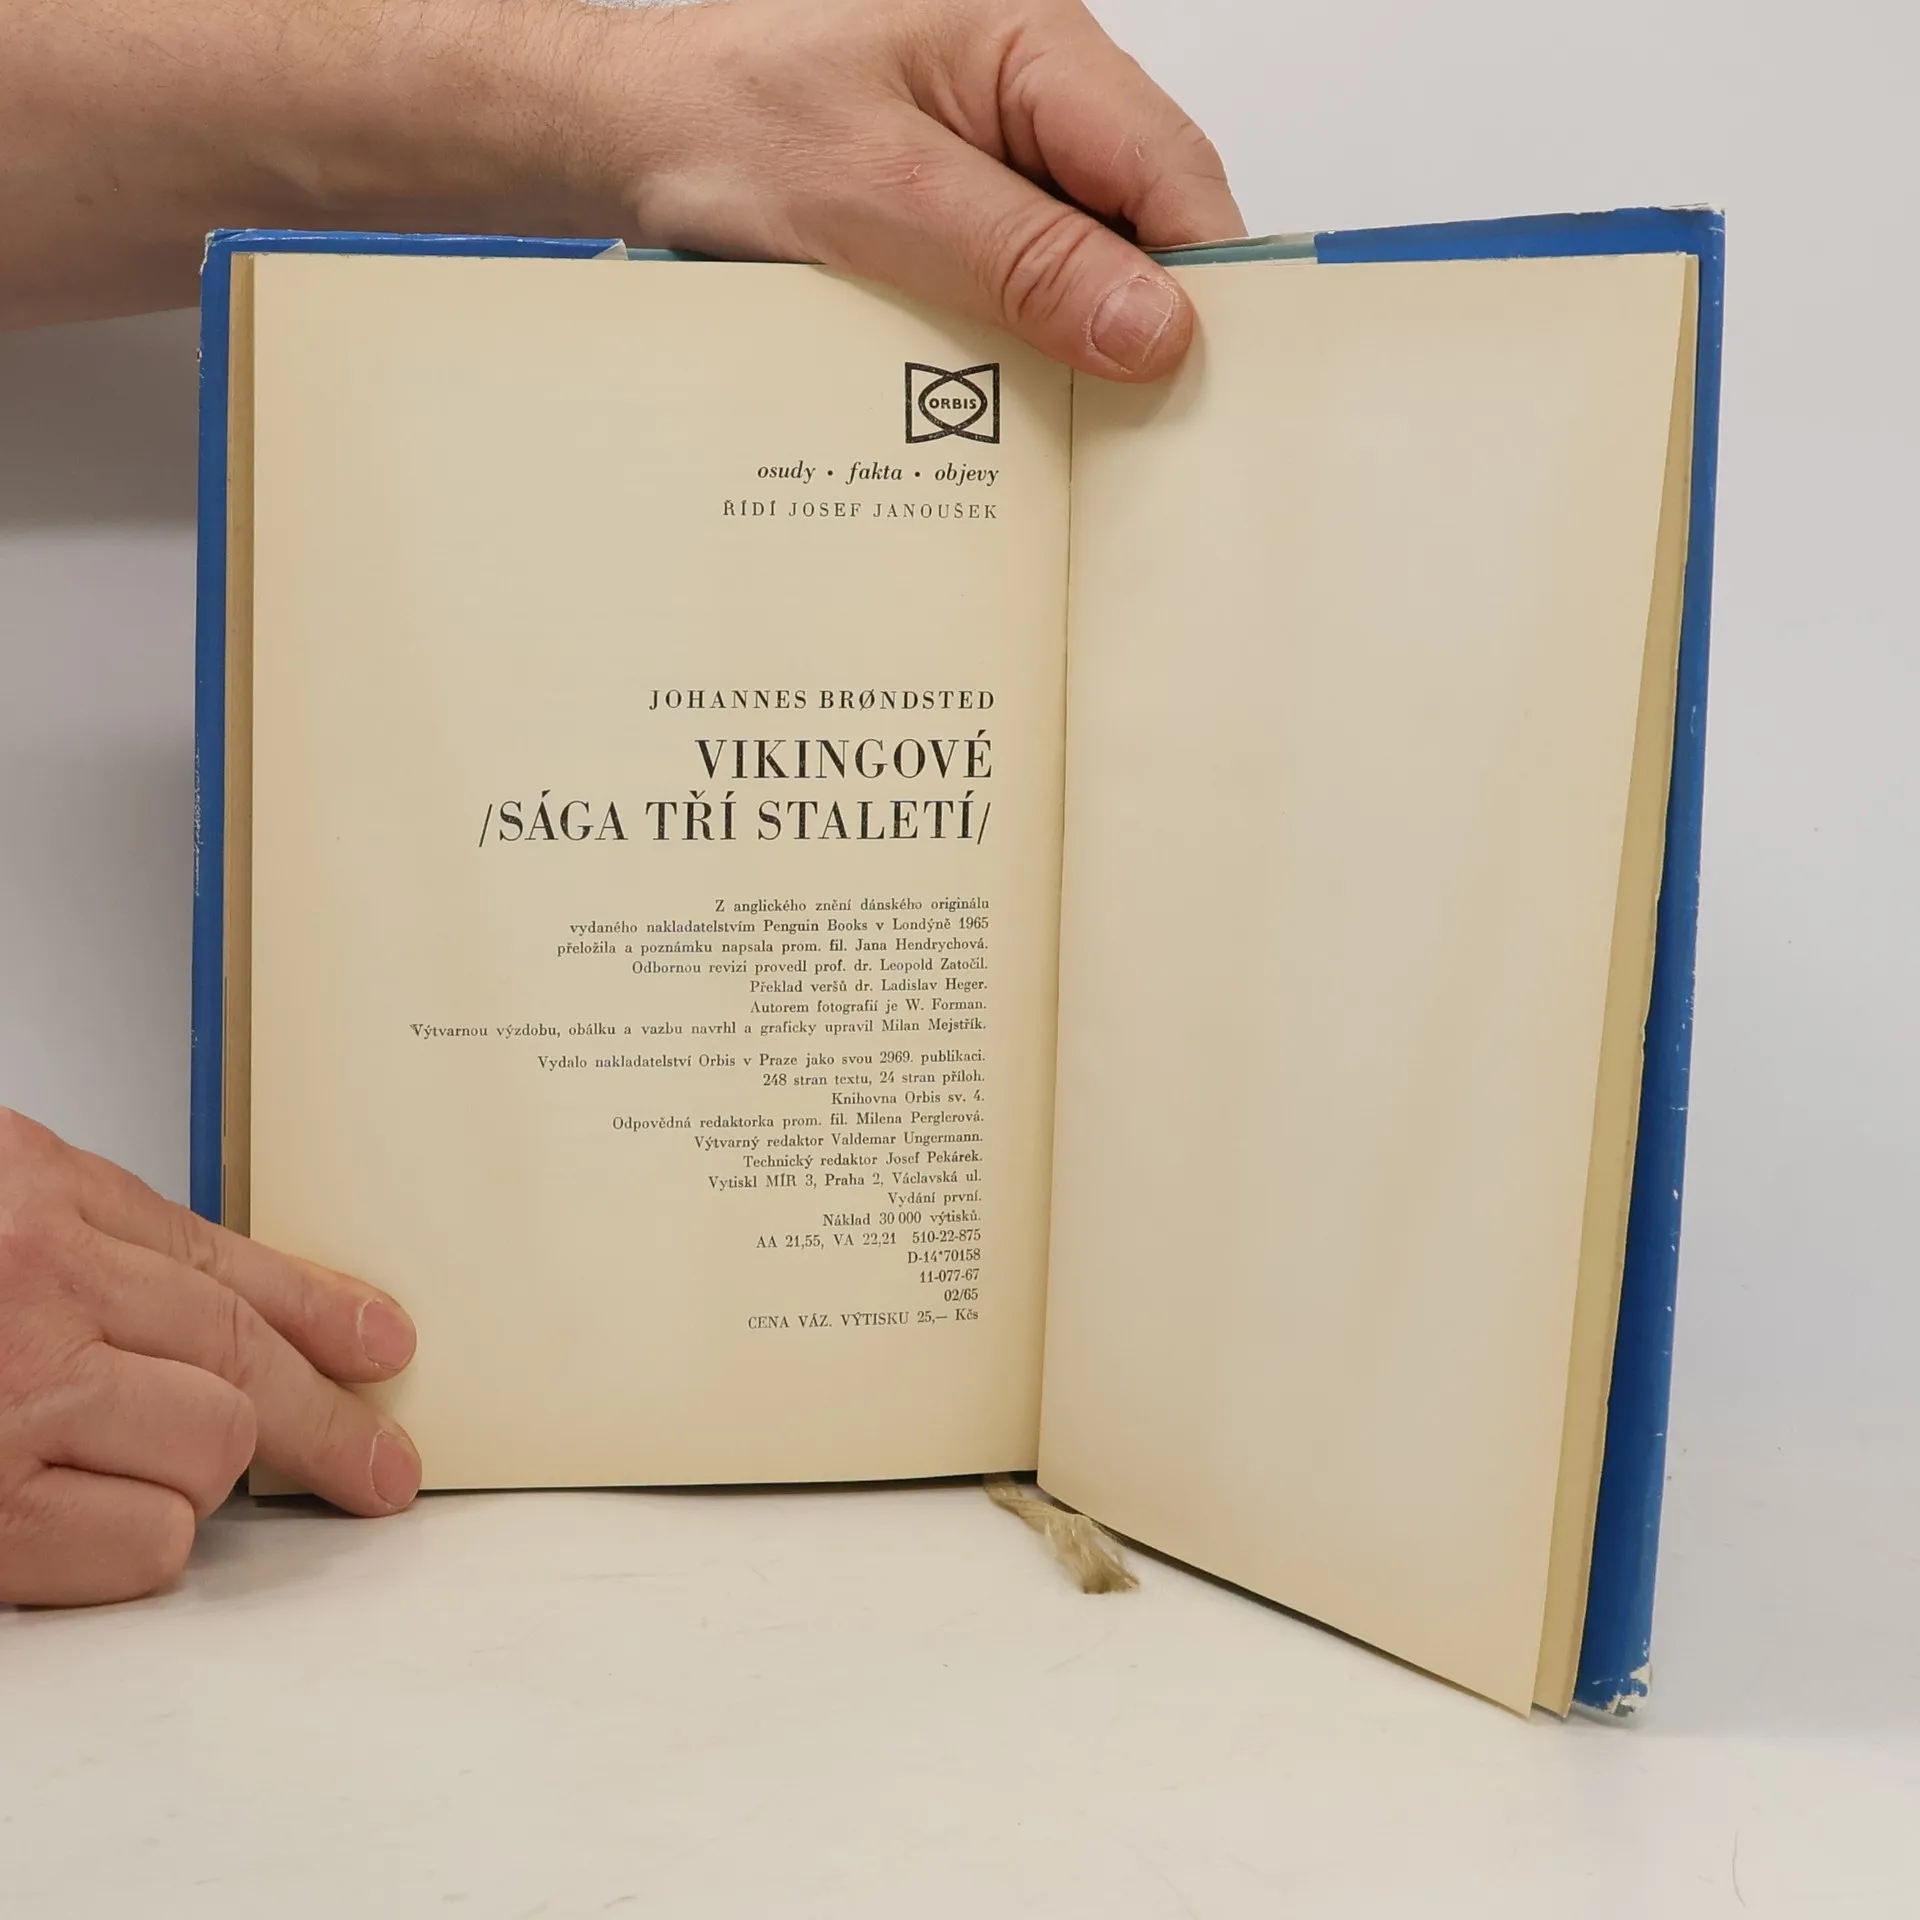 ORBIS
osudy • fakta • objevy
ŘÍDÍ JOSEF JANOUŠEK
JOHANNES BRØNDSTED
VIKINGOVÉ
/SÁGA TŘÍ STALETÍ/
Z anglického znění dánského originálu
vydaného nakladatelstvím Penguin Books v Londýně 1965
přeložila a poznámku napsala prom. fil. Jana Hendrychová.
Odbornou revizi provedl prof. dr. Leopold Zatočil.
Překlad veršů dr. Ladislav Heger.
Autorem fotografií je W. Forman.
Výtvarnou výzdobu, obálku a vazbu navrhl a graficky upravil Milan Mejstřík.
Vydalo nakladatelství Orbis v Praze jako svou 2969. publikaci.
248 stran textu, 24 stran příloh.
Knihovna Orbis sv. 4.
Odpovědná redaktorka prom. fil. Milena Perglerová.
Výtvarný redaktor Valdemar Ungermann.
Technický redaktor Josef Pekárek.
Vytiskl MÍR 3, Praha 2, Václavská ul.
Vydání první.
Náklad 30 000 výtisků.
AA 21,55, VA 22,21 510-22-875
D-14*70158
11-077-67
02/65
CENA VÁZ. VÝTISKU 25,— Kčs